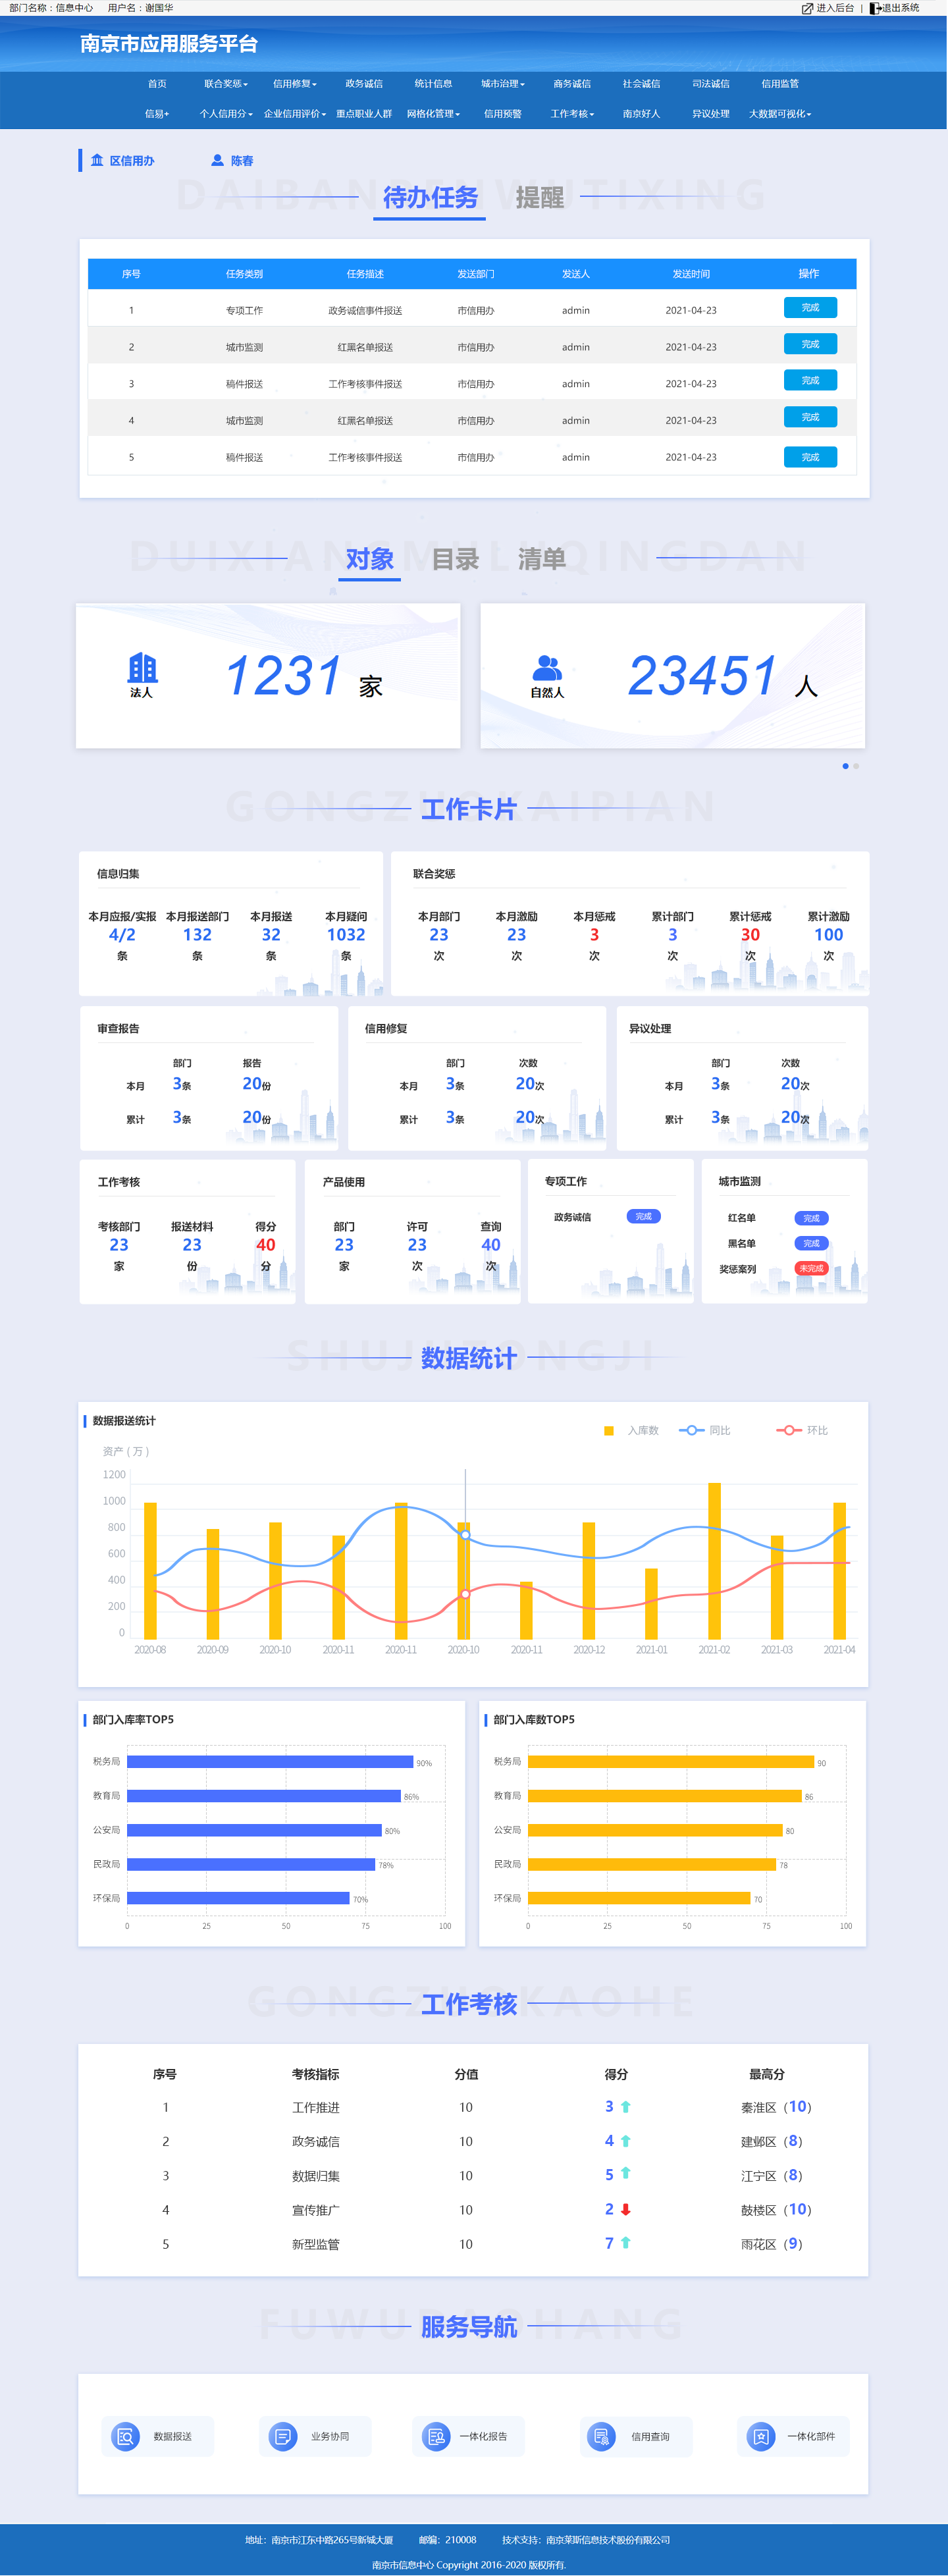 部门名称：信息中心 用户名：谢国华 进入后台 | 退出系统
南京市应用服务平台
首页 联合奖惩 信用修复 政务诚信 统计信息 城市治理 商务诚信 社会诚信 司法诚信 信用监管
信易+ 个人信用分 企业信用评价 重点职业人群 网格化管理 信用预警 工作考核 南京好人 异议处理 大数据可视化
区信用办 陈春
待办任务 提醒
序号 任务类别 任务描述 发送部门 发送人 发送时间 操作
1 专项工作 政务诚信事件报送 市信用办 admin 2021-04-23 完成
2 城市监测 红黑名单报送 市信用办 admin 2021-04-23 完成
3 稿件报送 工作考核事件报送 市信用办 admin 2021-04-23 完成
4 城市监测 红黑名单报送 市信用办 admin 2021-04-23 完成
5 稿件报送 工作考核事件报送 市信用办 admin 2021-04-23 完成
对象 目录 清单
法人 1231 家
自然人 23451 人
工作卡片
信息归集
本月应报/实报 本月报送部门 本月报送 本月疑问
4/2 132 32 1032
条 条 条 条
联合奖惩
本月部门 本月激励 本月惩戒 累计部门 累计惩戒 累计激励
23 23 3 3 30 100
次 次 次 次 次 次
审查报告
部门 报告
本月 3条 20份
累计 3条 20份
信用修复
部门 次数
本月 3条 20次
累计 3条 20次
异议处理
部门 次数
本月 3条 20次
累计 3条 20次
工作考核
考核部门 报送材料 得分
23 23 40
家 份 分
产品使用
部门 许可 查询
23 23 40
家 次 次
专项工作
政务诚信 完成
城市监测
红名单 完成
黑名单 完成
奖惩案列 未完成
数据统计
数据报送统计
入库数 同比 环比
资产 ( 万 )
1200
1000
800
600
400
200
0
2020-08 2020-09 2020-10 2020-11 2020-11 2020-10 2020-11 2020-12 2021-01 2021-02 2021-03 2021-04
部门入库率TOP5
税务局 90%
教育局 86%
公安局 80%
民政局 78%
环保局 70%
0 25 50 75 100
部门入库数TOP5
税务局 90
教育局 86
公安局 80
民政局 78
环保局 70
0 25 50 75 100
工作考核
序号 考核指标 分值 得分 最高分
1 工作推进 10 3 秦淮区（10）
2 政务诚信 10 4 建邺区（8）
3 数据归集 10 5 江宁区（8）
4 宣传推广 10 2 鼓楼区（10）
5 新型监管 10 7 雨花区（9）
服务导航
数据报送 业务协同 一体化报告 信用查询 一体化部件
地址：南京市江东中路265号新城大厦 邮编：210008 技术支持：南京莱斯信息技术股份有限公司
南京市信息中心 Copyright 2016-2020 版权所有.